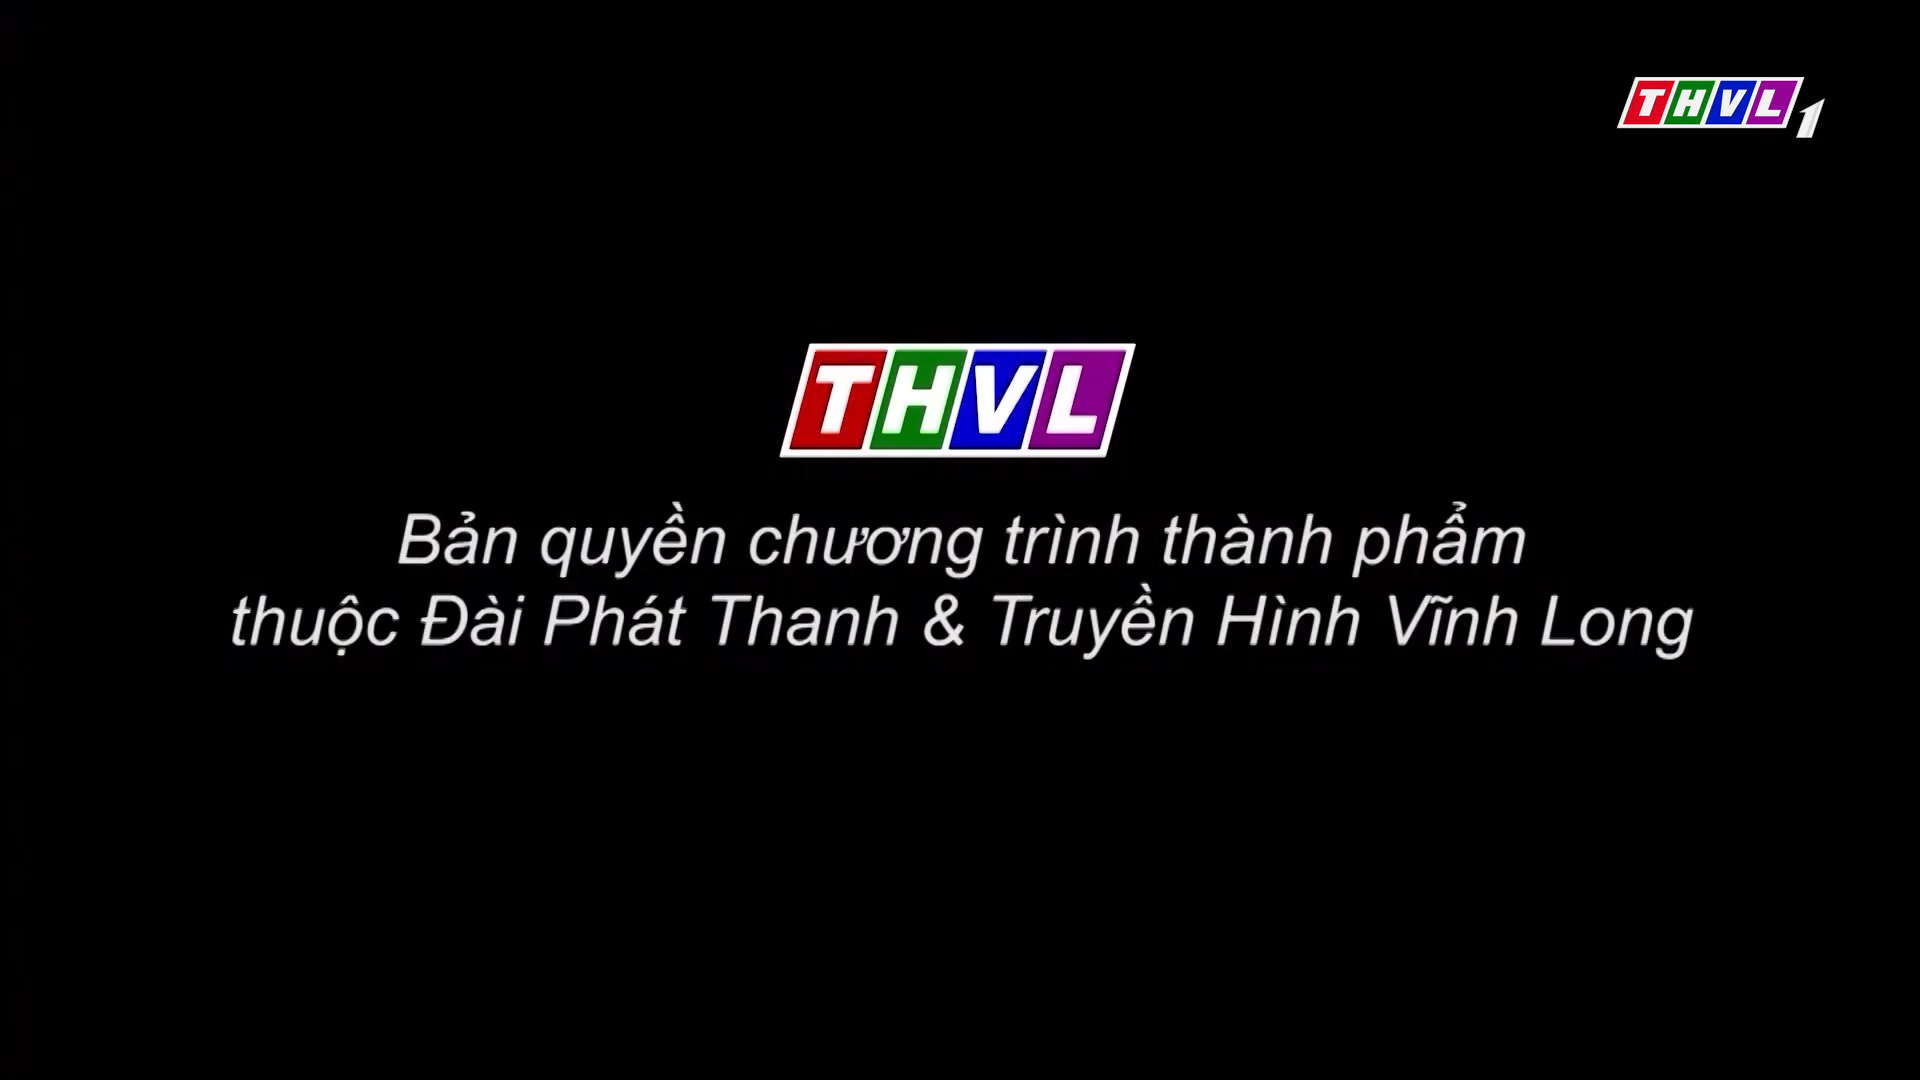 THVL1
THVL
Bản quyền chương trình thành phẩm
thuộc Đài Phát Thanh & Truyền Hình Vĩnh Long